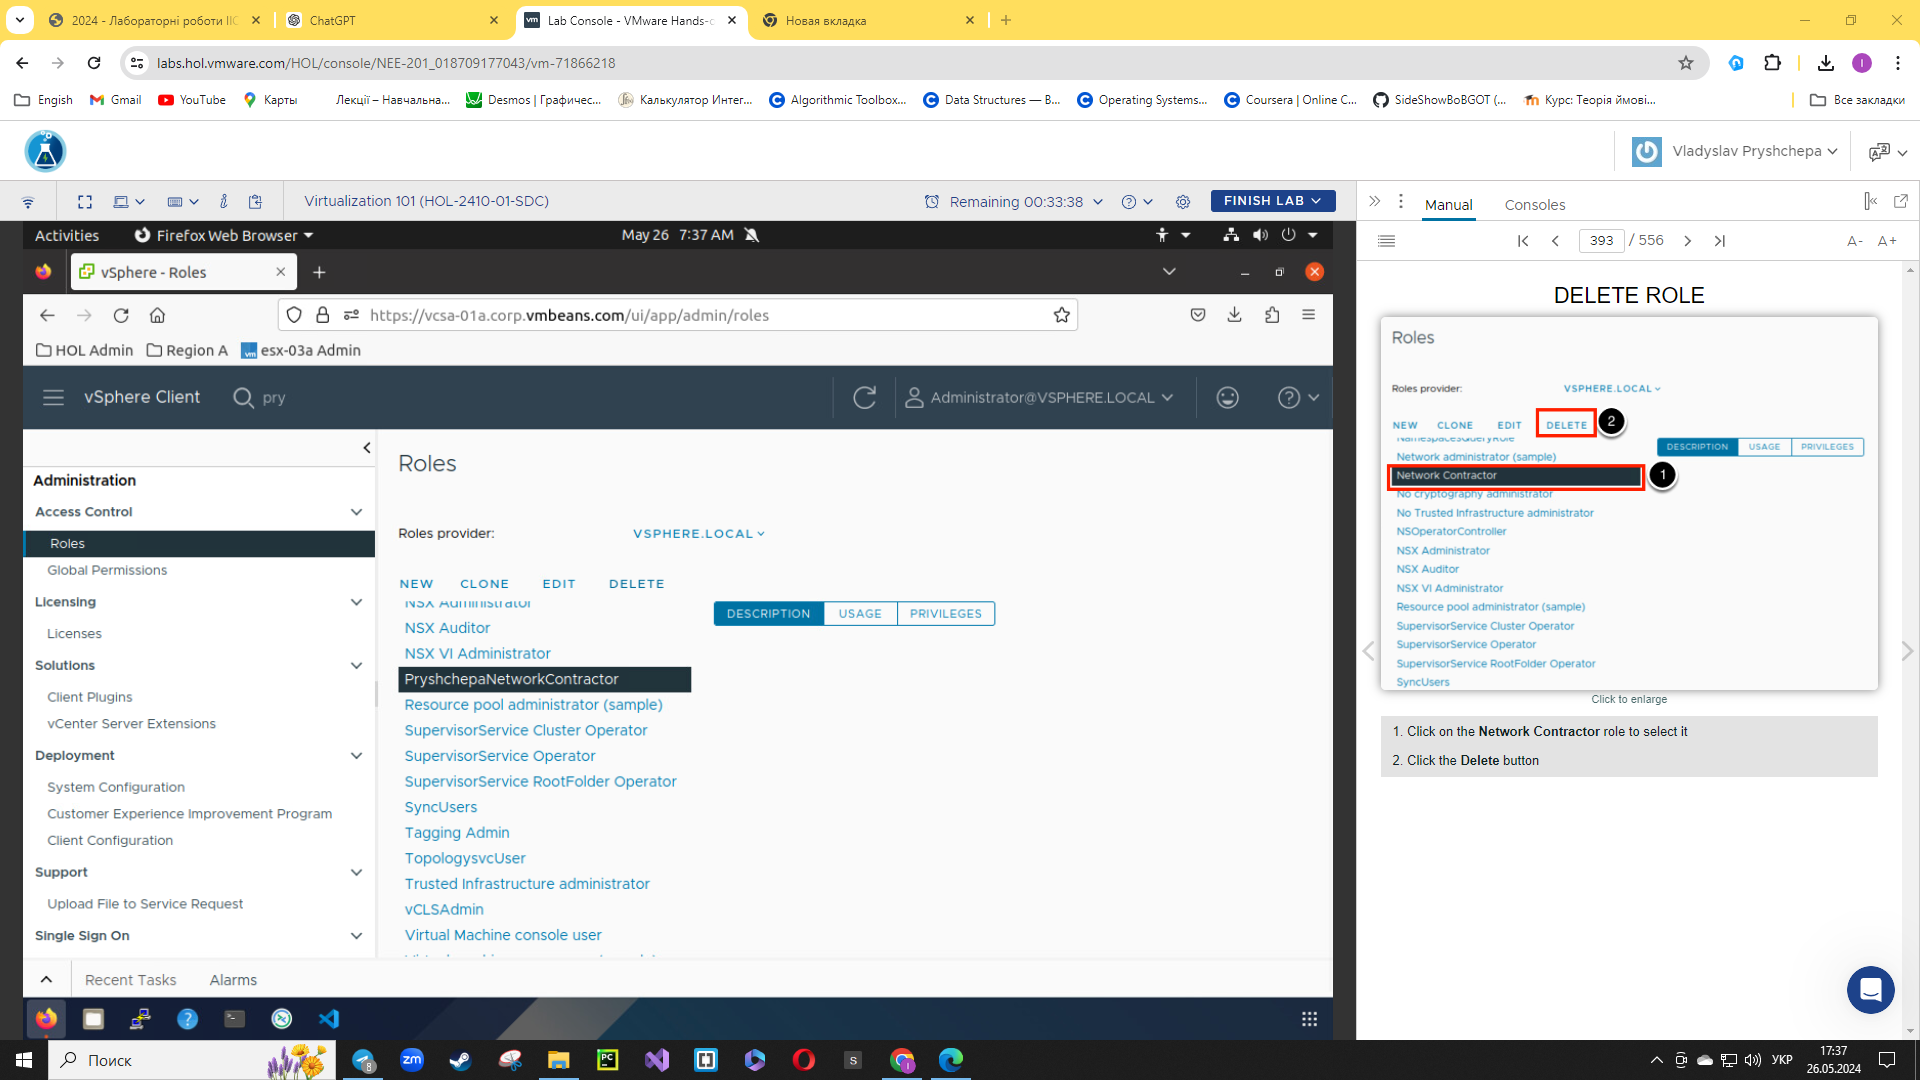 2024 - Лабораторні роботи ІІС
ChatGPT
Lab Console - VMware Hands-o
Новая вкладка
labs.hol.vmware.com/HOL/console/NEE-201_018709177043/vm-71866218
Engish
Gmail
YouTube
Карты
Лекції – Навчальна...
Desmos | Графичес...
Калькулятор Интег...
Algorithmic Toolbox...
Data Structures — B...
Operating Systems...
Coursera | Online C...
SideShowBoBGOT (...
Курс: Теорія ймові...
Все закладки
Vladyslav Pryshchepa
Virtualization 101 (HOL-2410-01-SDC)
Remaining 00:33:38
FINISH LAB
Manual
Consoles
393 / 556
A-
A+
Activities
Firefox Web Browser
May 26 7:37 AM
vSphere - Roles
https://vcsa-01a.corp.vmbeans.com/ui/app/admin/roles
HOL Admin
Region A
vm
esx-03a Admin
vSphere Client
pry
Administrator@VSPHERE.LOCAL
Administration
Access Control
Roles
Global Permissions
Licensing
Licenses
Solutions
Client Plugins
vCenter Server Extensions
Deployment
System Configuration
Customer Experience Improvement Program
Client Configuration
Support
Upload File to Service Request
Single Sign On
Roles
Roles provider:
VSPHERE.LOCAL
NEW
CLONE
EDIT
DELETE
NSX Administrator
NSX Auditor
NSX VI Administrator
PryshchepaNetworkContractor
Resource pool administrator (sample)
SupervisorService Cluster Operator
SupervisorService Operator
SupervisorService RootFolder Operator
SyncUsers
Tagging Admin
TopologysvcUser
Trusted Infrastructure administrator
vCLSAdmin
Virtual Machine console user
DESCRIPTION
USAGE
PRIVILEGES
Recent Tasks
Alarms
DELETE ROLE
Roles
Roles provider:
VSPHERE.LOCAL
NEW
CLONE
EDIT
DELETE
2
NamespacesQueryRole
Network administrator (sample)
Network Contractor
1
No cryptography administrator
No Trusted Infrastructure administrator
NSOperatorController
NSX Administrator
NSX Auditor
NSX VI Administrator
Resource pool administrator (sample)
SupervisorService Cluster Operator
SupervisorService Operator
SupervisorService RootFolder Operator
SyncUsers
DESCRIPTION
USAGE
PRIVILEGES
Click to enlarge
1. Click on the Network Contractor role to select it
2. Click the Delete button
Поиск
8
zm
PC
S
УКР
17:37
26.05.2024